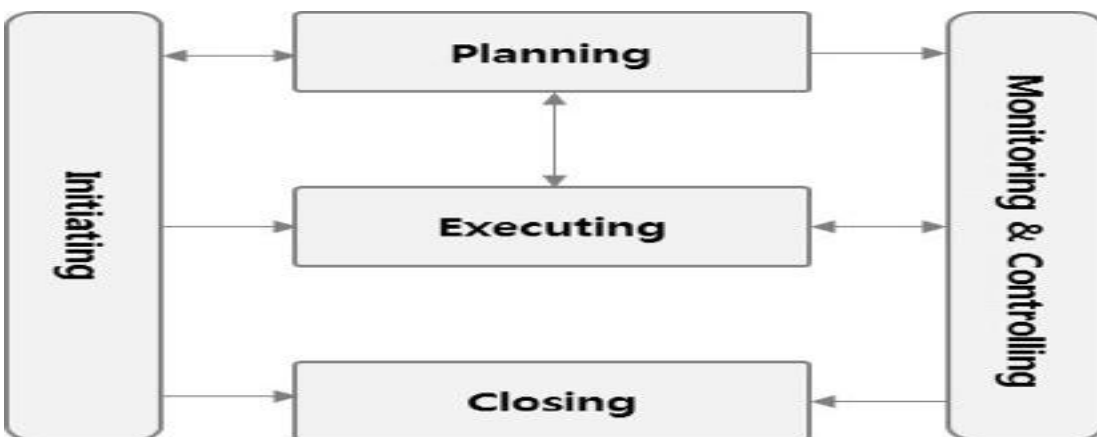 Initiating
Planning
Executing
Closing
Monitoring & Controlling